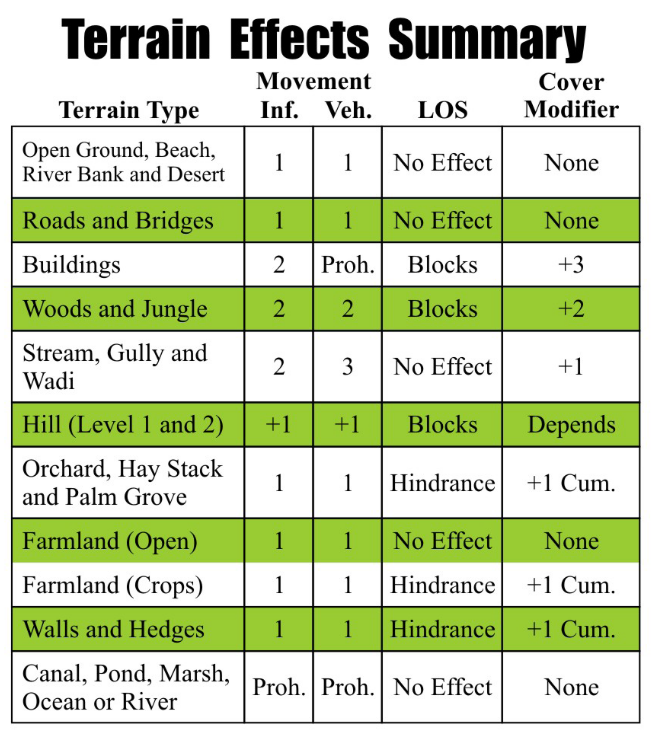 Terrain Effects Summary
Movement Cover
Terrain Type Inf. Veh. LOS Modifier
Open Ground, Beach,
River Bank and Desert 1 1 No Effect None
Roads and Bridges 1 1 No Effect None
Buildings 2 Proh. Blocks +3
Woods and Jungle 2 2 Blocks +2
Stream, Gully and
Wadi 2 3 No Effect +1
Hill (Level 1 and 2) +1 +1 Blocks Depends
Orchard, Hay Stack
and Palm Grove 1 1 Hindrance +1 Cum.
Farmland (Open) 1 1 No Effect None
Farmland (Crops) 1 1 Hindrance +1 Cum.
Walls and Hedges 1 1 Hindrance +1 Cum.
Canal, Pond, Marsh,
Ocean or River Proh. Proh. No Effect None